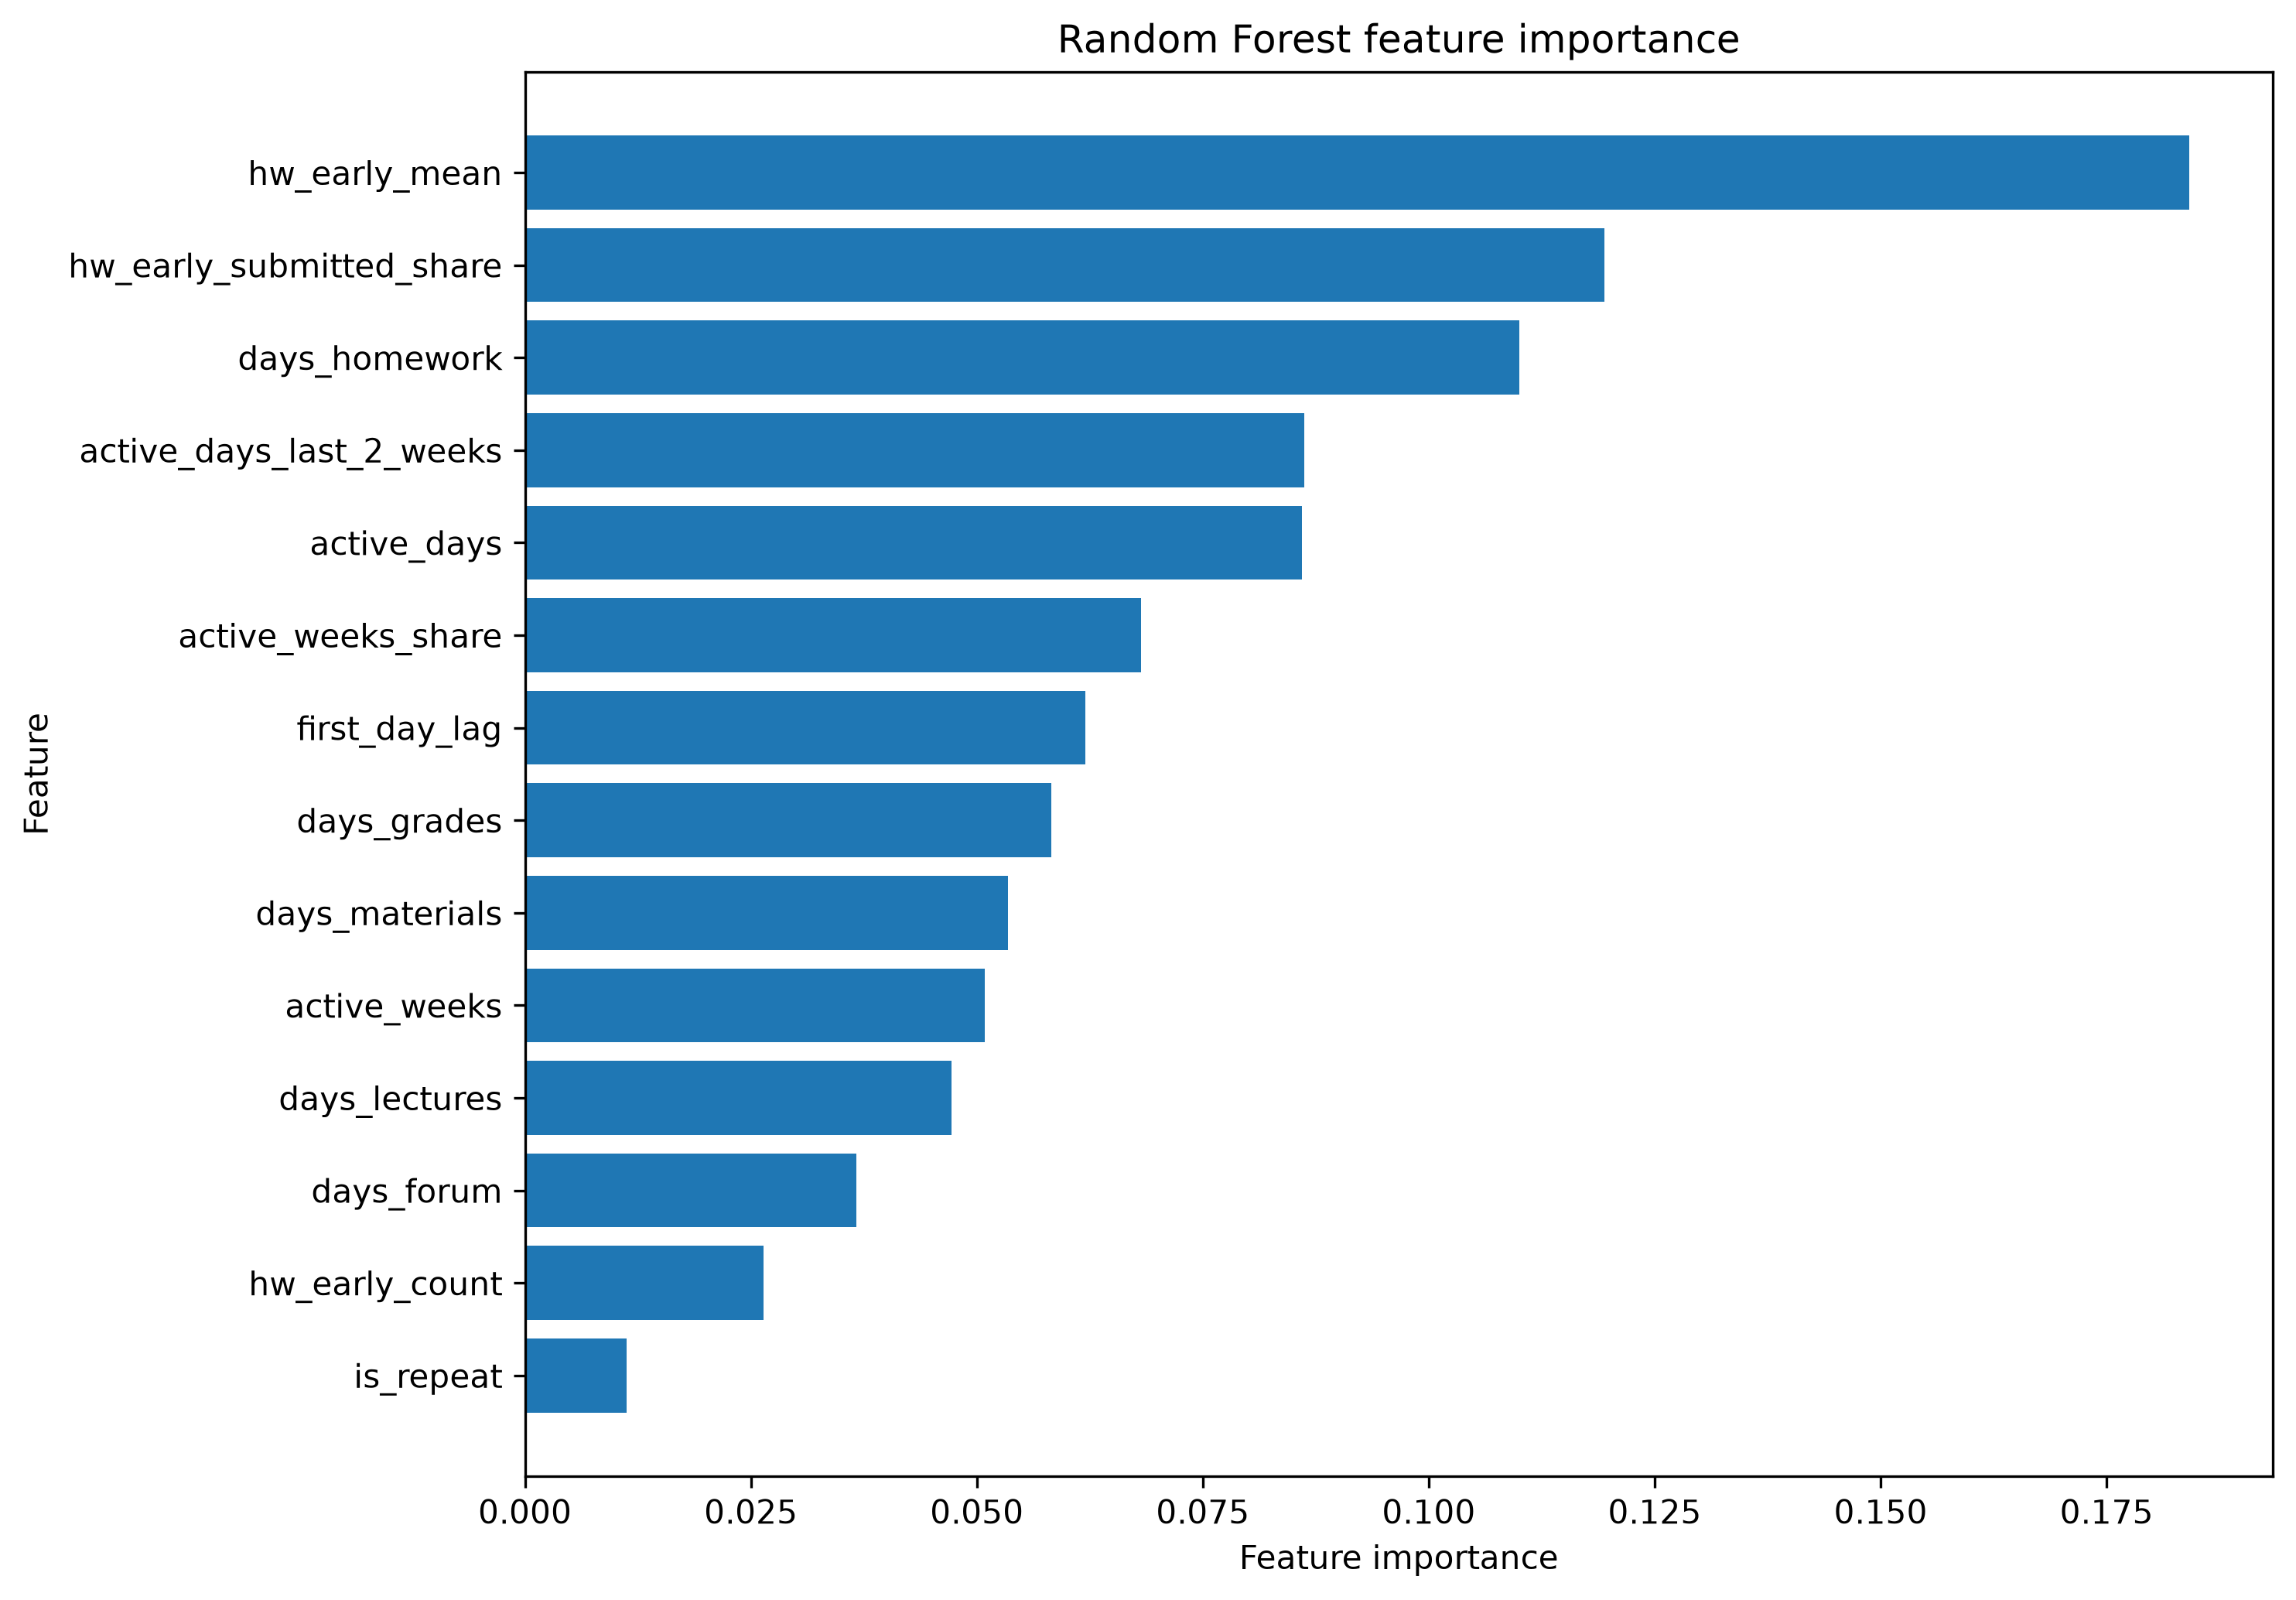 Random Forest feature importance
hw_early_mean
hw_early_submitted_share
days_homework
active_days_last_2_weeks
active_days
active_weeks_share
first_day_lag
days_grades
days_materials
active_weeks
days_lectures
days_forum
hw_early_count
is_repeat
Feature
0.000 0.025 0.050 0.075 0.100 0.125 0.150 0.175
Feature importance